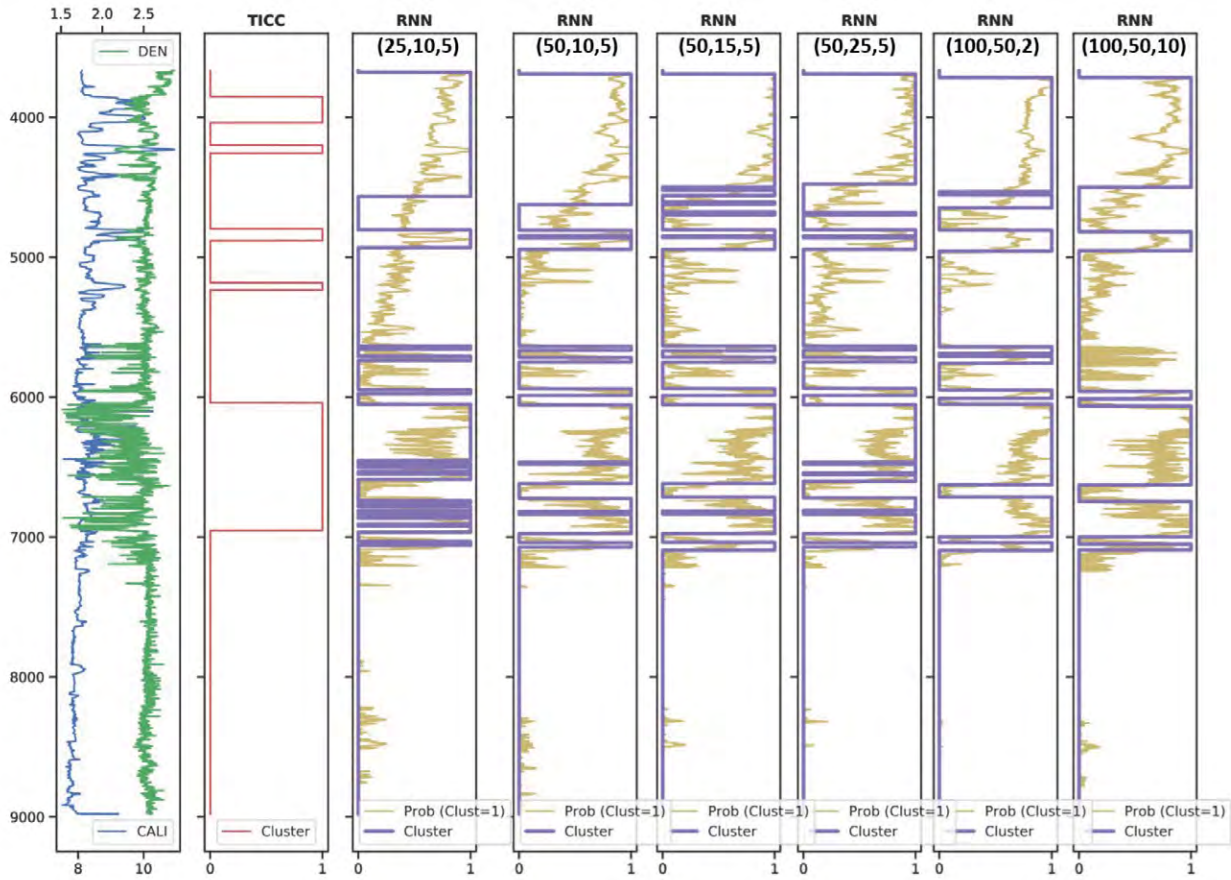 1.5 2.0 2.5
TICC RNN RNN RNN RNN RNN RNN
(25,10,5) (50,10,5) (50,15,5) (50,25,5) (100,50,2) (100,50,10)
DEN
4000
5000
6000
7000
8000
9000
Prob (Clust=1) Prob (Clust=1) Prob (Clust=1) Prob (Clust=1) Prob (Clust=1) Prob (Clust=1)
CALI Cluster Cluster Cluster Cluster Cluster Cluster Cluster
8 10 0 1 0 1 0 1 0 1 0 1 0 1 0 1